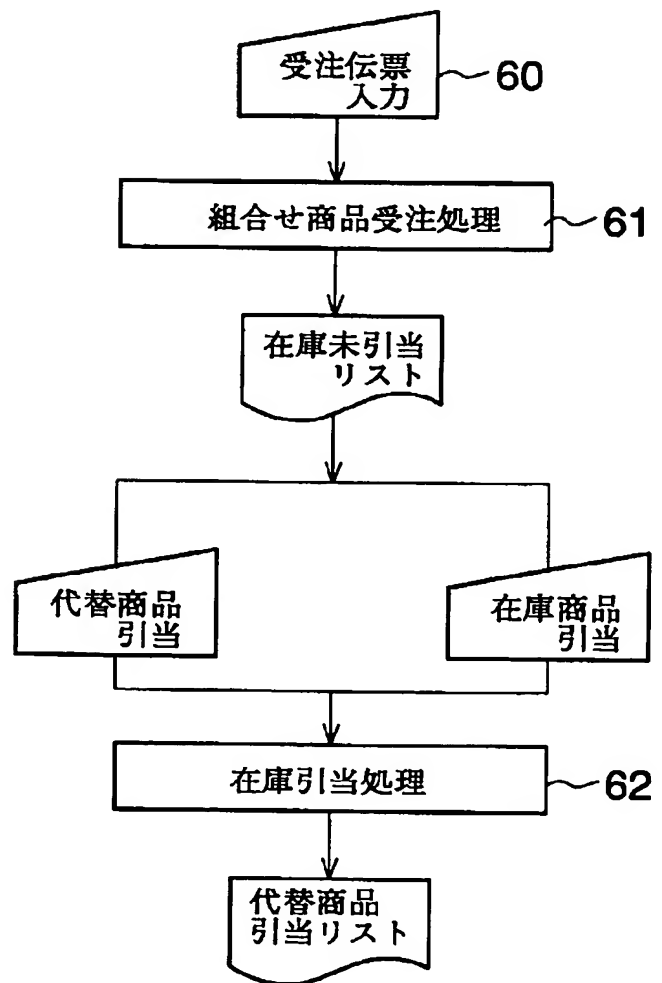 受注伝票
入力
60
組合せ商品受注処理
61
在庫未引当
リスト
代替商品
引当
在庫商品
引当
在庫引当処理
62
代替商品
引当リスト